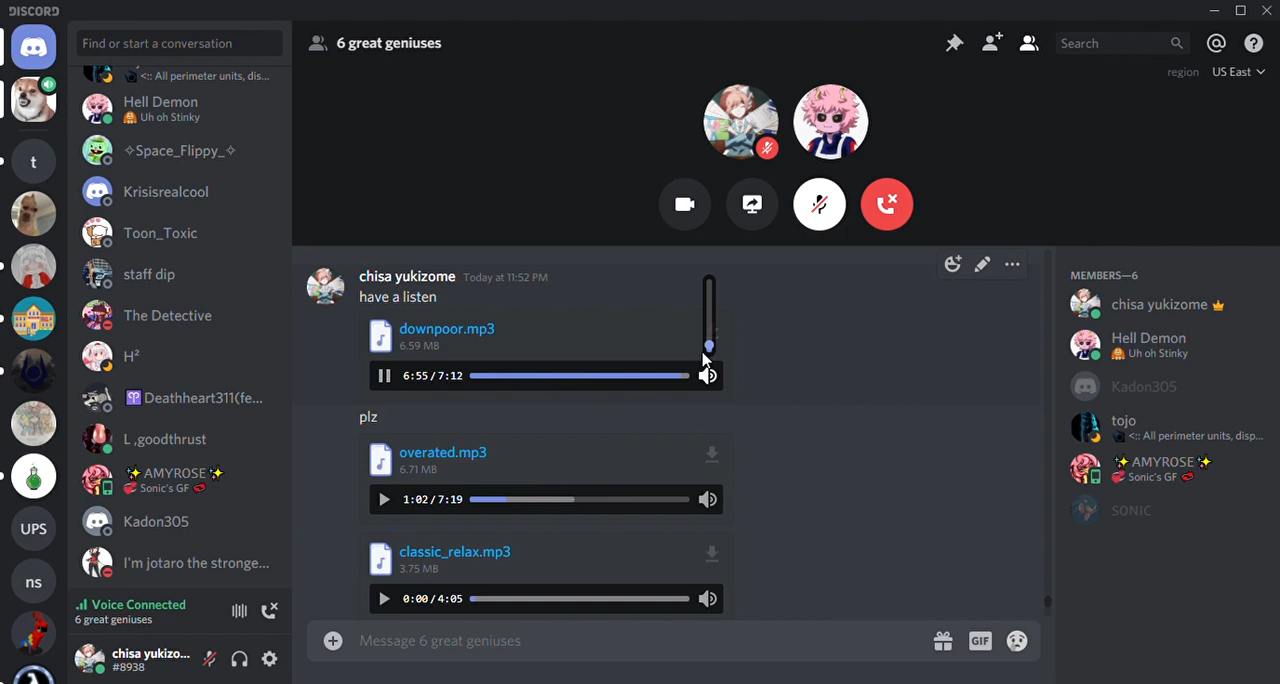 DISCORD
Find or start a conversation
<:: All perimeter units, dis...
Hell Demon
Uh oh Stinky
✧Space_Flippy_✧
Krisisrealcool
Toon_Toxic
staff dip
The Detective
H²
♈Deathheart311(fe...
L ,goodthrust
✨AMYROSE✨
💞Sonic's GF 💋
Kadon305
I'm jotaro the stronge...
Voice Connected
6 great geniuses
chisa yukizo...
#8938
t
UPS
ns
6 great geniuses
Search
region US East
chisa yukizome Today at 11:52 PM
have a listen
downpoor.mp3
6.59 MB
6:55/7:12
plz
overated.mp3
6.71 MB
1:02/7:19
classic_relax.mp3
3.75 MB
0:00/4:05
Message 6 great geniuses
GIF
MEMBERS—6
chisa yukizome
Hell Demon
Uh oh Stinky
Kadon305
tojo
<:: All perimeter units, disp...
✨AMYROSE✨
💞Sonic's GF 💋
SONIC